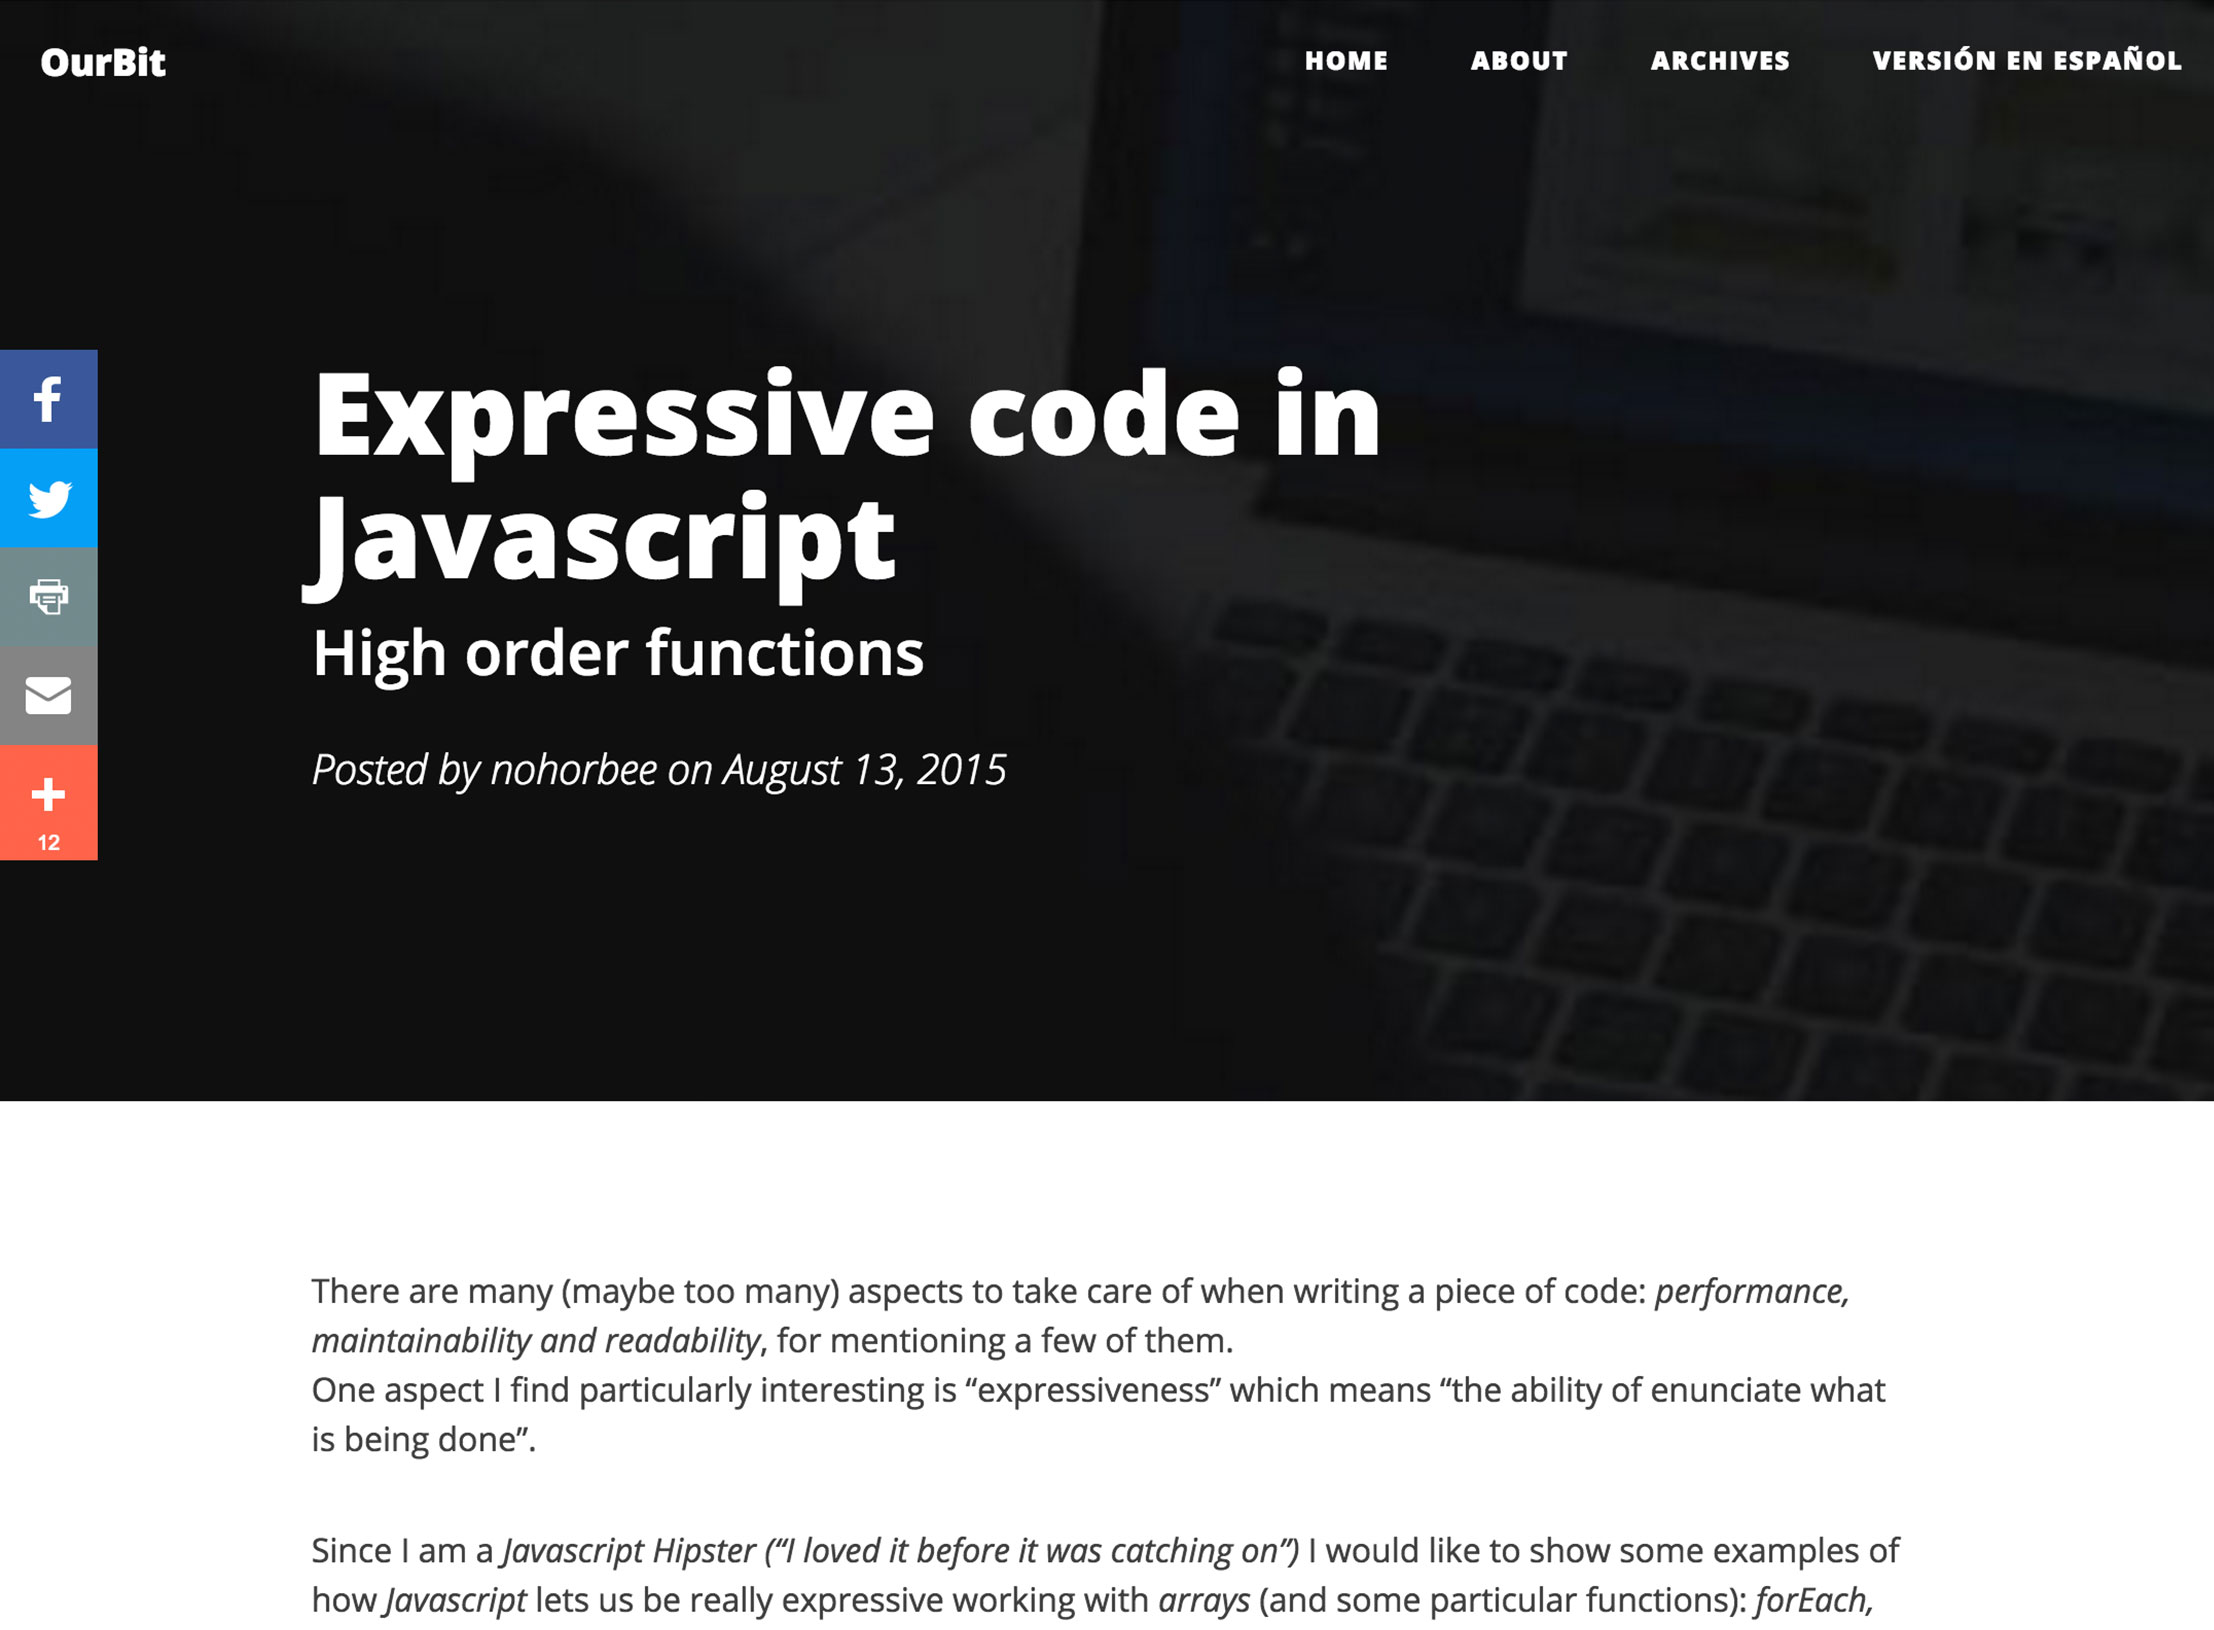 OurBit
HOME ABOUT ARCHIVES VERSIÓN EN ESPAÑOL
Expressive code in
Javascript
High order functions
Posted by nohorbee on August 13, 2015
12
There are many (maybe too many) aspects to take care of when writing a piece of code: performance,
maintainability and readability, for mentioning a few of them.
One aspect I find particularly interesting is “expressiveness” which means “the ability of enunciate what
is being done”.
Since I am a Javascript Hipster (“I loved it before it was catching on”) I would like to show some examples of
how Javascript lets us be really expressive working with arrays (and some particular functions): forEach,